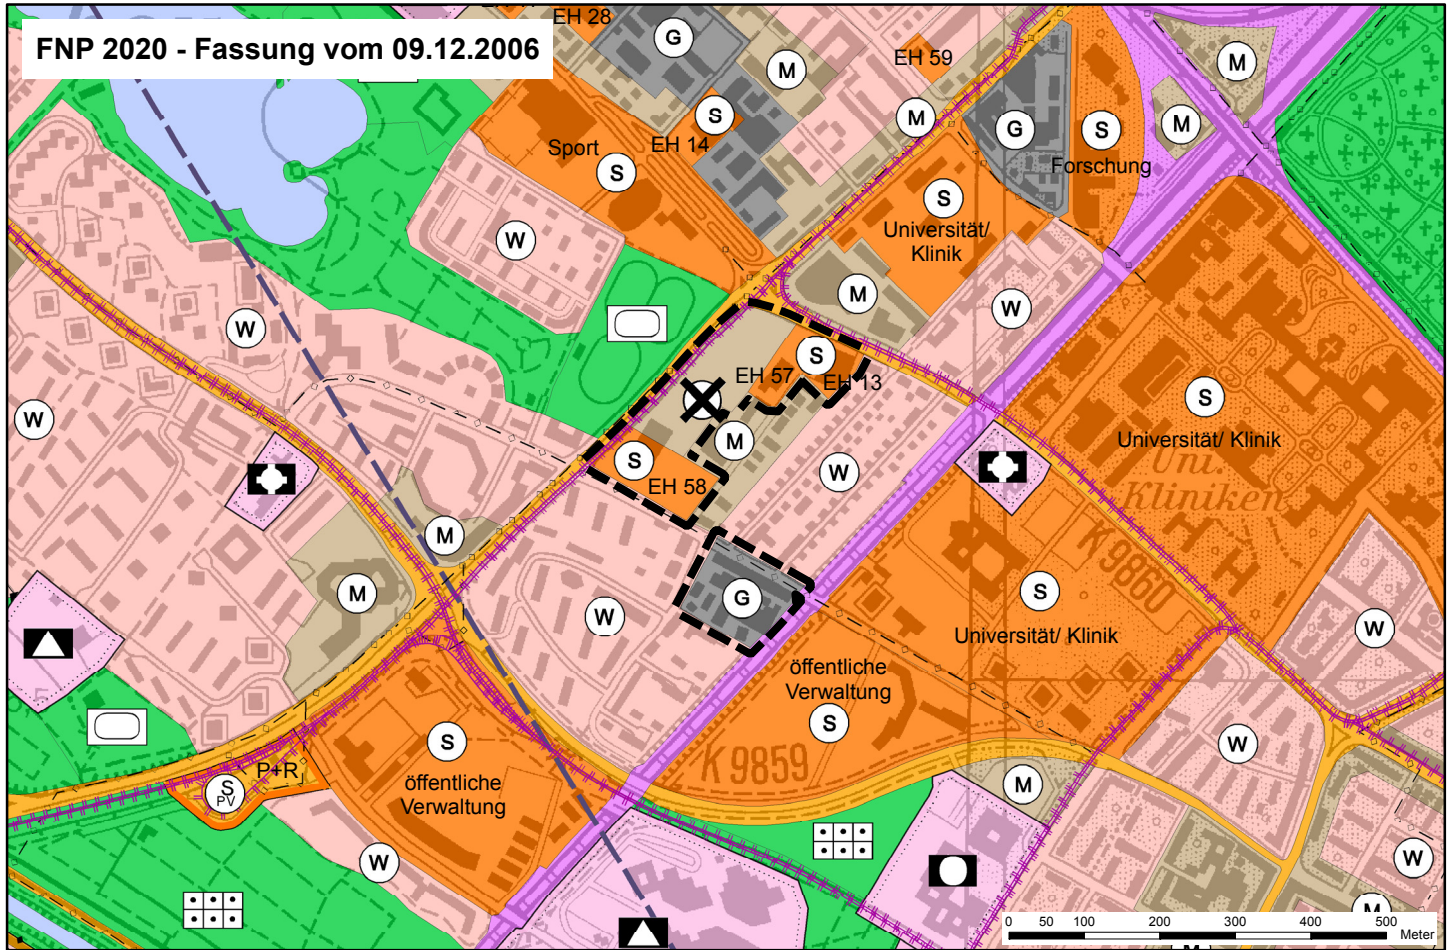 EH 28
FNP 2020 - Fassung vom 09.12.2006
G
M
EH 59
M
S
M
M
G
S
EH 14
Sport
S
Forschung
S
Universität/
Klinik
W
M
W
W
S
EH 57
EH 13
S
Universität/ Klinik
Uni.
Kliniken
W
M
S
EH 58
W
K 9900
M
M
G
S
W
Universität/ Klinik
W
öffentliche
Verwaltung
S
S
W
K 9859
P+R
S
PV
öffentliche
Verwaltung
M
W
W
M
0 50 100 200 300 400 500
Meter
M